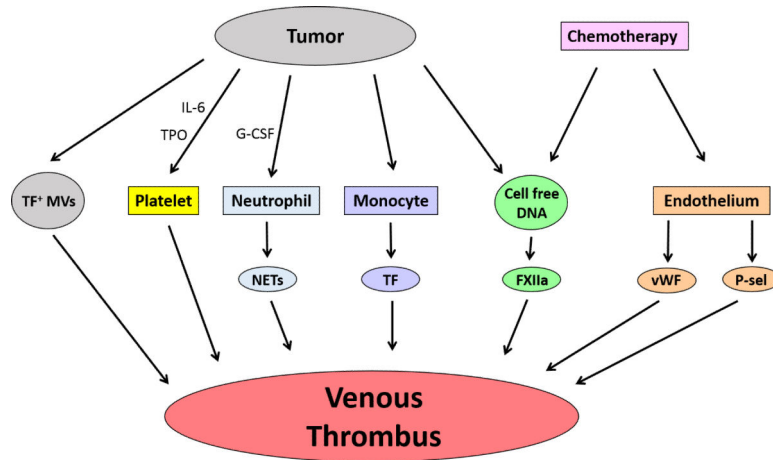 Tumor
Chemotherapy
IL-6
TPO
G-CSF
TF⁺ MVs
Platelet
Neutrophil
Monocyte
Cell free
DNA
Endothelium
NETs
TF
FXIIa
vWF
P-sel
Venous
Thrombus